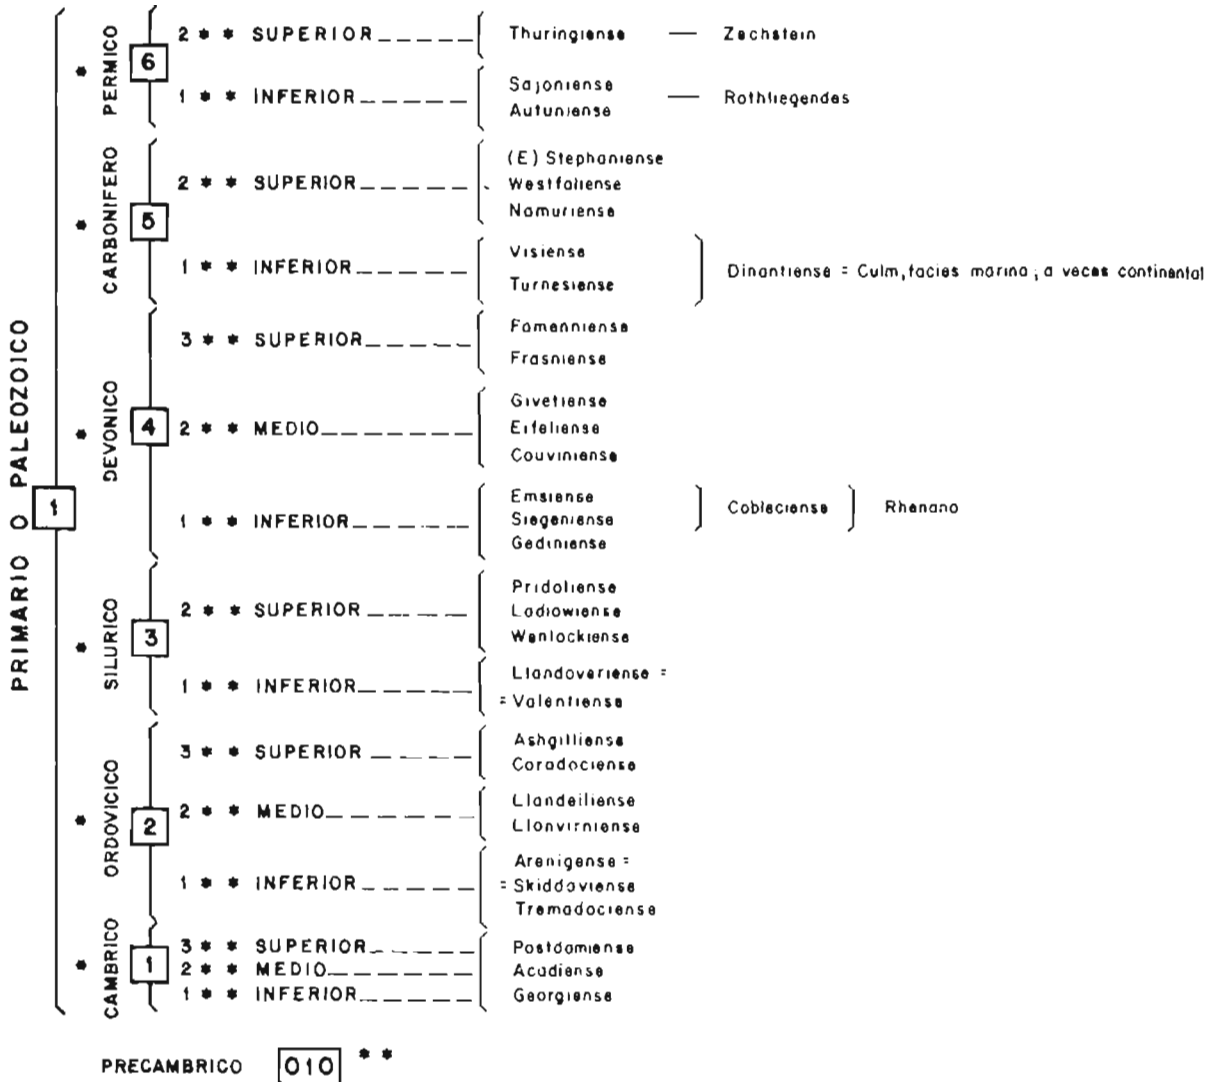 PRIMARIO O PALEOZOICO
1
* PERMICO
6
2 * * SUPERIOR Thuringiense — Zechstein
1 * * INFERIOR Sajoniense
Autuniense — Rothliegendes
* CARBONIFERO
5
2 * * SUPERIOR (E) Stephaniense
Westfaliense
Namuriense
1 * * INFERIOR Visiense
Turnesiense
Dinantiense = Culm, facies marina, a veces continental
* DEVONICO
4
3 * * SUPERIOR Famenniense
Frasniense
2 * * MEDIO Givetiense
Eifeliense
Couviniense
1 * * INFERIOR Emsiense
Siegeniense
Gediniense
Cobleciense Rhenano
* SILURICO
3
2 * * SUPERIOR Pridoliense
Ladlowiense
Wenlockiense
1 * * INFERIOR Llandoveriense =
= Valentiense
* ORDOVICICO
2
3 * * SUPERIOR Ashgilliense
Caradociense
2 * * MEDIO Llandeiliense
Llanvirniense
1 * * INFERIOR Arenigense =
= Skiddaviense
Tremadociense
* CAMBRICO
1
3 * * SUPERIOR Postdamiense
2 * * MEDIO Acadiense
1 * * INFERIOR Georgiense
PRECAMBRICO 010 * *